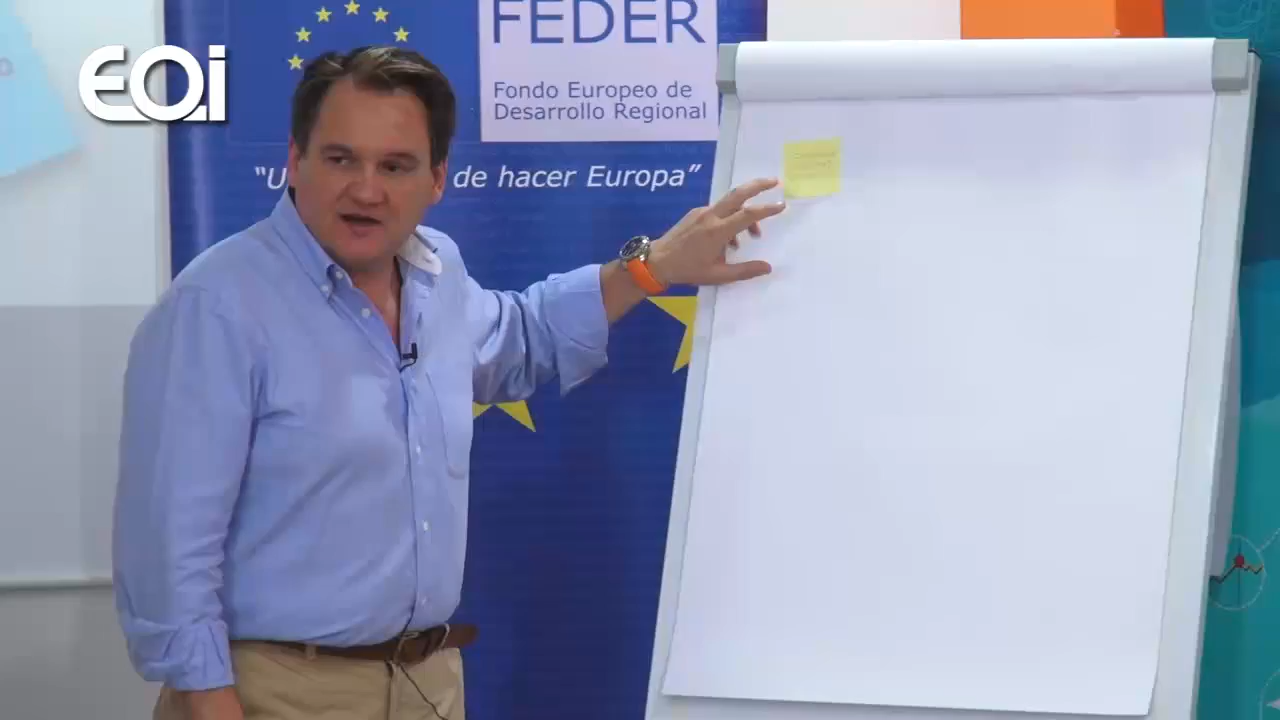 EOi
FEDER
Fondo Europeo de
Desarrollo Regional
“U de hacer Europa”